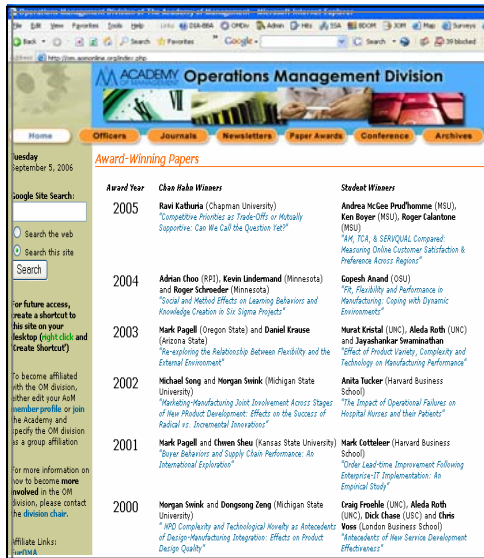 Operations Management Division of The Academy of Management - Microsoft Internet Explorer
File Edit View Favorites Tools Help
Back Search Favorites Google Search 39 blocked
http://om.aomonline.org/index.php
ACADEMY OF MANAGEMENT Operations Management Division
Home Officers Journals Newsletters Paper Awards Conference Archives
Tuesday
September 5, 2006
Google Site Search:
Search the web
Search this site
Search
For future access,
create a shortcut to
this site on your
desktop (right click and
'Create Shortcut')
To become affiliated
with the OM division,
either edit your AoM
member profile or join
the Academy and
specify the OM division
as a group affiliation
For more information on
how to become more
involved in the OM
division, please contact
the division chair.
Affiliate Links:
EurOMA
Award-Winning Papers
Award Year Chan Hahn Winners Student Winners
2005
Ravi Kathuria (Chapman University)
"Competitive Priorities as Trade-Offs or Mutually
Supportive: Can We Call the Question Yet?"
Andrea McGee Prud'homme (MSU),
Ken Boyer (MSU), Roger Calantone
(MSU)
"AM, TCA, & SERVQUAL Compared:
Measuring Online Customer Satisfaction &
Preference Across Regions"
2004
Adrian Choo (RPI), Kevin Lindermand (Minnesota)
and Roger Schroeder (Minnesota)
"Social and Method Effects on Learning Behaviors and
Knowledge Creation in Six Sigma Projects"
Gopesh Anand (OSU)
"Fit, Flexibility and Performance in
Manufacturing: Coping with Dynamic
Environments"
2003
Mark Pagell (Oregon State) and Daniel Krause
(Arizona State)
"Re-exploring the Relationship Between Flexibility and the
External Environment"
Murat Kristal (UNC), Aleda Roth (UNC)
and Jayashankar Swaminathan
"Effect of Product Variety, Complexity and
Technology on Manufacturing Performance"
2002
Michael Song and Morgan Swink (Michigan State
University)
"Marketing-Manufacturing Joint Involvement Across Stages
of New PRoduct Development: Effects on the Success of
Radical vs. Incremental Innovations"
Anita Tucker (Harvard Business
School)
"The Impact of Operational Failures on
Hospital Nurses and their Patients"
2001
Mark Pagell and Chwen Sheu (Kansas State University)
"Buyer Behaviors and Supply Chain Performance: An
International Exploration"
Mark Cotteleer (Harvard Business
School)
"Order Lead-time Improvement Following
Enterprise-IT Implementation: An
Empirical Study"
2000
Morgan Swink and Dongsong Zeng (Michigan State
University)
" NPD Complexity and Technological Novelty as Antecedents
of Design-Manufacturing Integration: Effects on Product
Design Quality"
Craig Froehle (UNC), Aleda Roth
(UNC), Dick Chase (USC) and Chris
Voss (London Business School)
"Antecedents of New Service Development
Effectiveness"